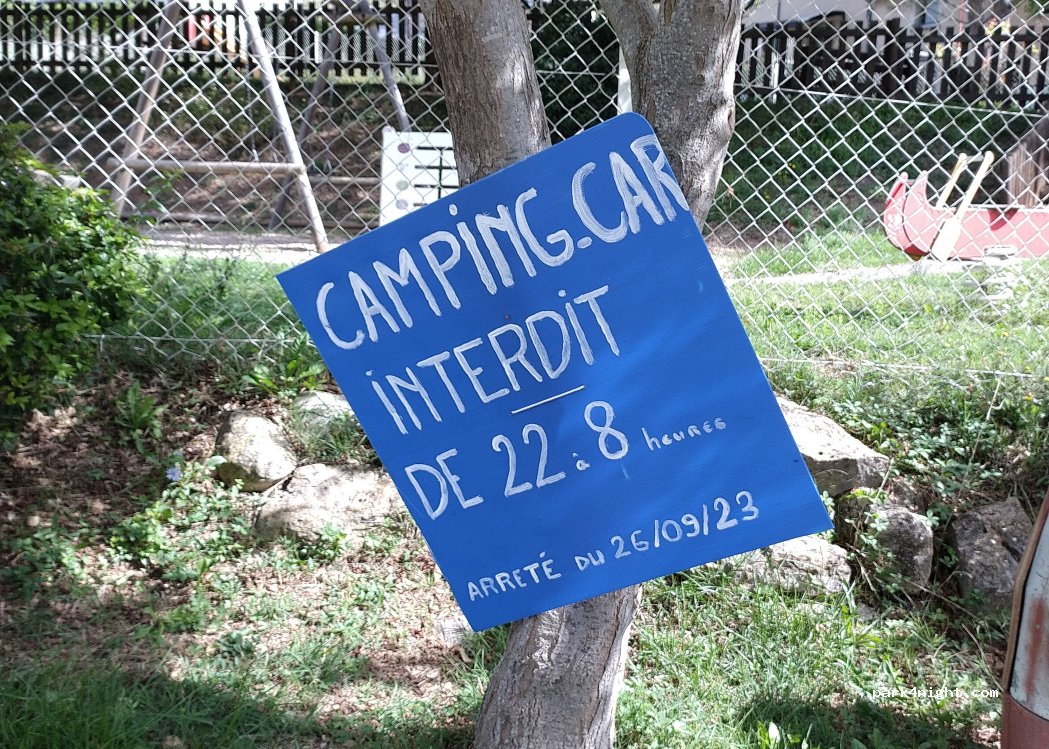 CAMPING-CAR
INTERDIT
DE 22 à 8 heures
ARRETÉ DU 26/09/23
park4night.com